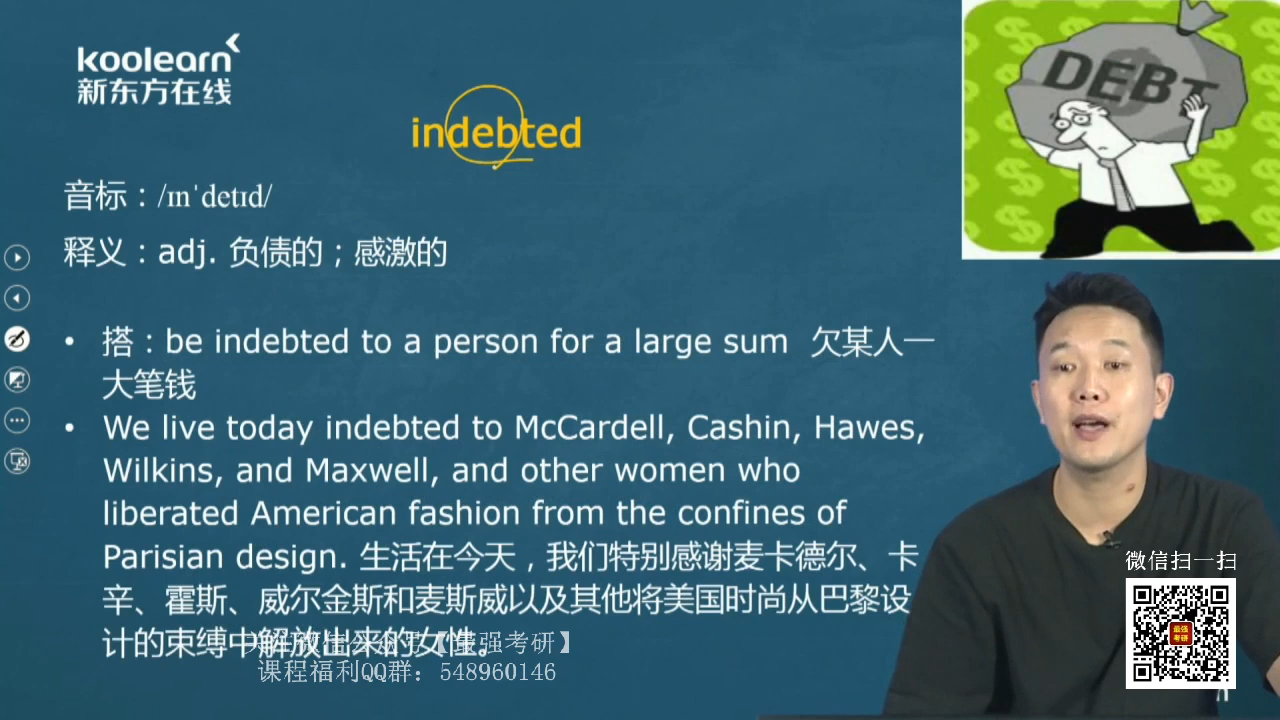 koolearn
新东方在线
DEBT
indebted
音标：/ɪnˈdetɪd/
释义：adj. 负债的；感激的
• 搭：be indebted to a person for a large sum 欠某人一
大笔钱
• We live today indebted to McCardell, Cashin, Hawes,
Wilkins, and Maxwell, and other women who
liberated American fashion from the confines of
Parisian design. 生活在今天，我们特别感谢麦卡德尔、卡
辛、霍斯、威尔金斯和麦斯威以及其他将美国时尚从巴黎设
计的束缚中解放出来的女性。
【最强考研】
课程福利QQ群：548960146
微信扫一扫
最强
考研